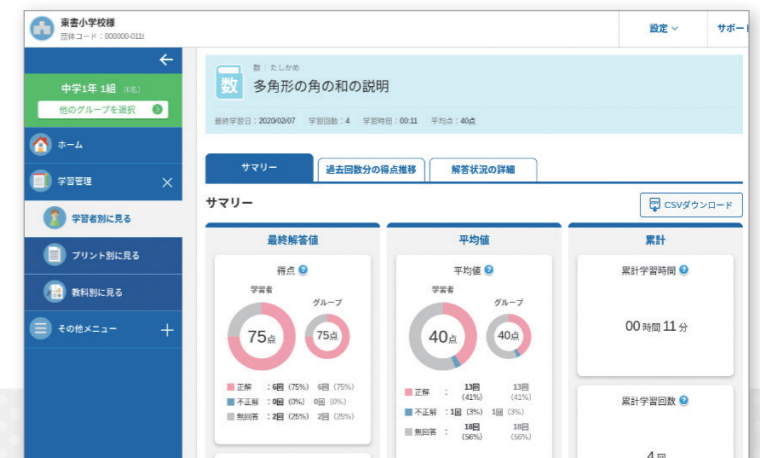 東書小学校様
団体コード：000000-011t
設定
サポー
中学1年 1組 (6名)
他のグループを選択
ホーム
学習管理
学習者別に見る
プリント別に見る
教科別に見る
その他メニュー
数
数｜たしかめ
多角形の角の和の説明
最終学習日：2020/02/07 学習回数：4 学習時間：00:11 平均点：40点
サマリー
過去回数分の得点推移
解答状況の詳細
サマリー
CSVダウンロード
最終解答値
得点
学習者
グループ
75点
75点
正解 ：6回 (75%) 6回 (75%)
不正解 ：0回 (0%) 0回 (0%)
無回答 ：2回 (25%) 2回 (25%)
平均値
平均値
学習者
グループ
40点
40点
正解 ： 13回 (41%) 13回 (41%)
不正解 ：1回 (3%) 1回 (3%)
無回答 ： 18回 (56%) 18回 (56%)
累計
累計学習時間
00 時間 11 分
累計学習回数
4 回